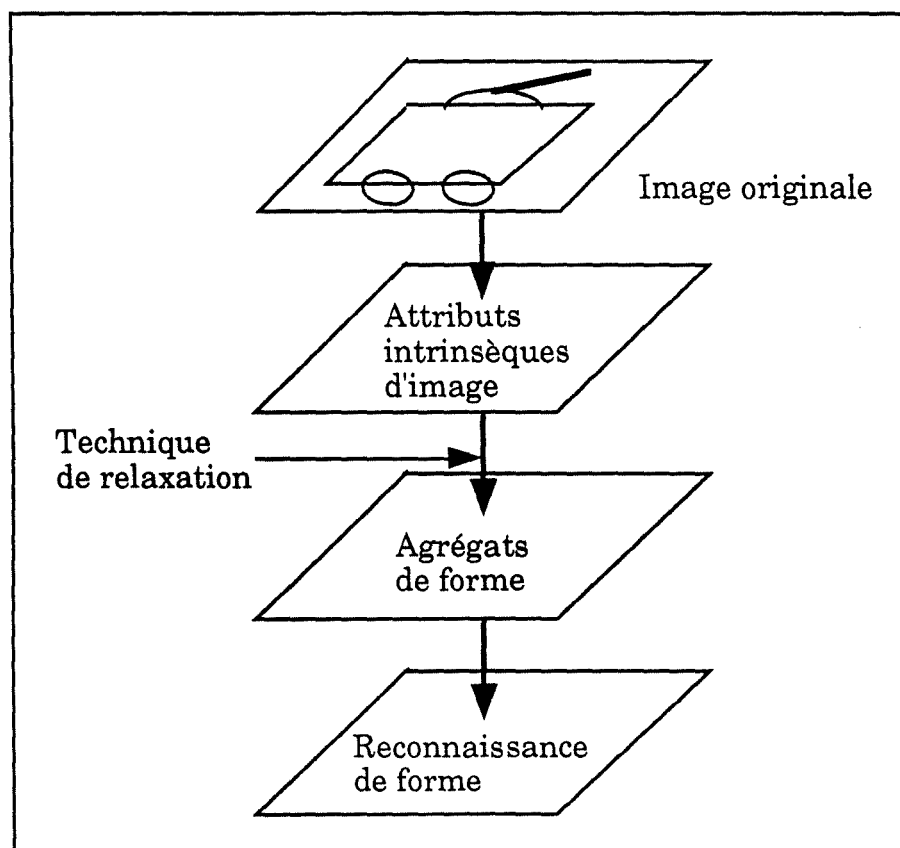 Image originale
Attributs
intrinsèques
d'image
Technique
de relaxation
Agrégats
de forme
Reconnaissance
de forme